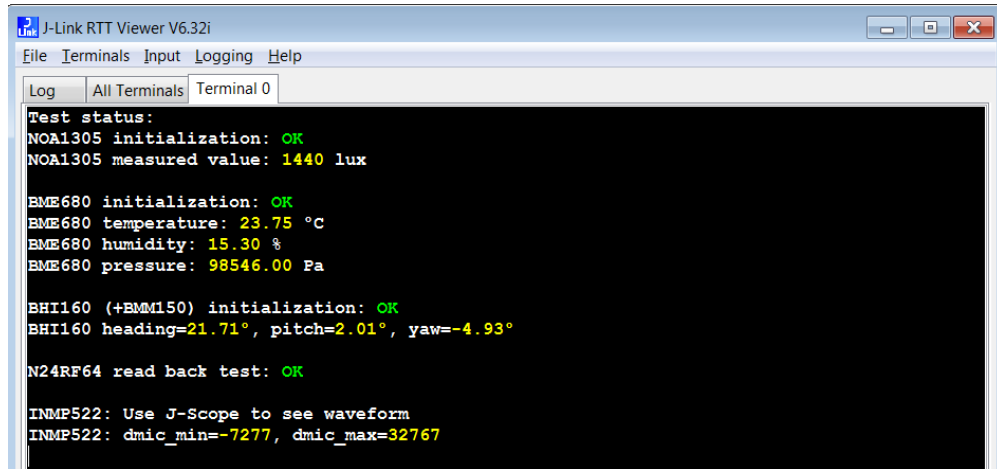 J-Link RTT Viewer V6.32i
File Terminals Input Logging Help
Log All Terminals Terminal 0
Test status:
NOA1305 initialization: OK
NOA1305 measured value: 1440 lux
BME680 initialization: OK
BME680 temperature: 23.75 °C
BME680 humidity: 15.30 %
BME680 pressure: 98546.00 Pa
BHI160 (+BMM150) initialization: OK
BHI160 heading=21.71°, pitch=2.01°, yaw=-4.93°
N24RF64 read back test: OK
INMP522: Use J-Scope to see waveform
INMP522: dmic_min=-7277, dmic_max=32767